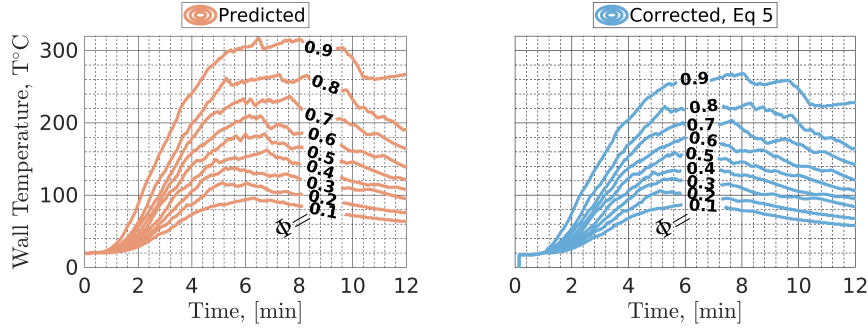 Predicted
Corrected, Eq 5
Wall Temperature, T°C
300
200
100
0
0.9
0.8
0.7
0.6
0.5
0.4
0.3
0.2
0.1
Φ=
0 2 4 6 8 10 12
Time, [min]
0.9
0.8
0.7
0.6
0.5
0.4
0.3
0.2
0.1
Φ=
0 2 4 6 8 10 12
Time, [min]